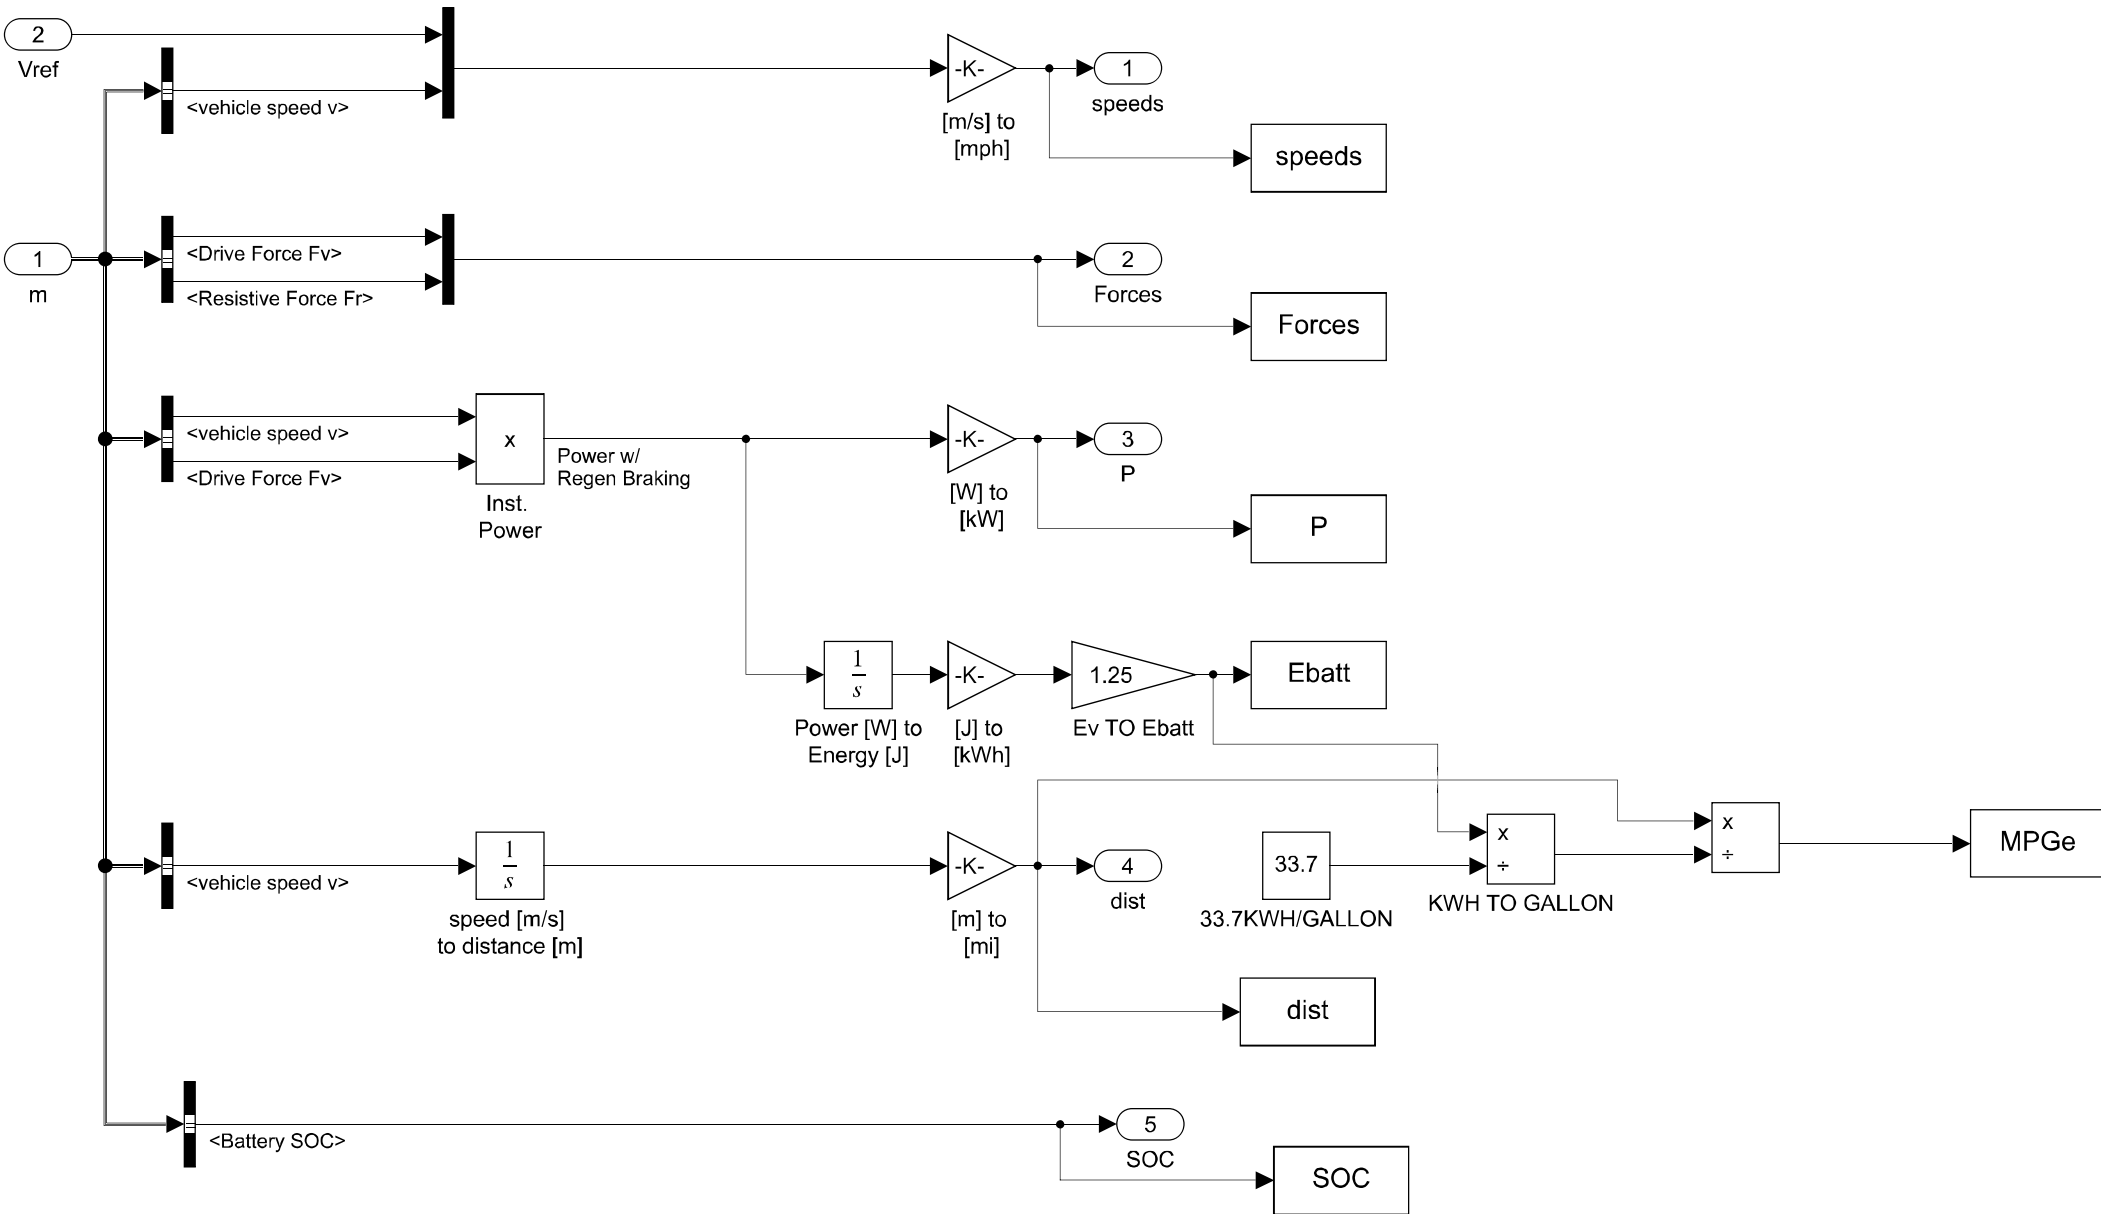 2
Vref
<vehicle speed v>
-K-
[m/s] to
[mph]
1
speeds
speeds
1
m
<Drive Force Fv>
<Resistive Force Fr>
2
Forces
Forces
<vehicle speed v>
<Drive Force Fv>
x
Inst.
Power
Power w/
Regen Braking
-K-
[W] to
[kW]
3
P
P
1
s
Power [W] to
Energy [J]
-K-
[J] to
[kWh]
1.25
Ev TO Ebatt
Ebatt
<vehicle speed v>
1
s
speed [m/s]
to distance [m]
-K-
[m] to
[mi]
4
dist
33.7
33.7KWH/GALLON
x
÷
KWH TO GALLON
x
÷
MPGe
dist
<Battery SOC>
5
SOC
SOC